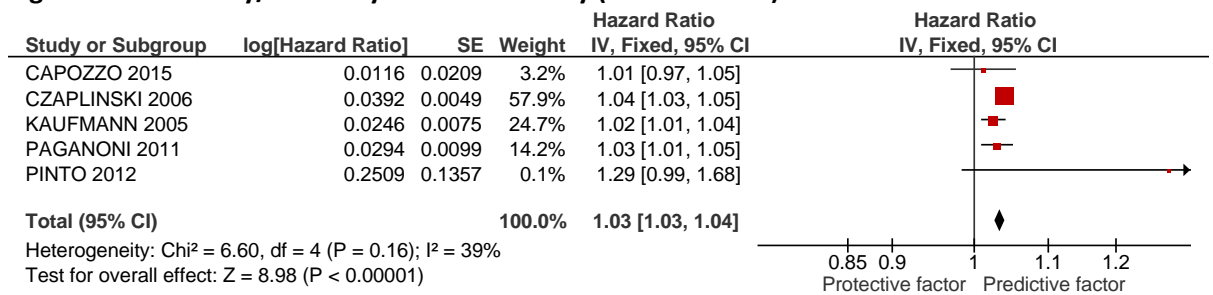 Hazard Ratio Hazard Ratio
Study or Subgroup log[Hazard Ratio] SE Weight IV, Fixed, 95% CI IV, Fixed, 95% CI
CAPOZZO 2015 0.0116 0.0209 3.2% 1.01 [0.97, 1.05]
CZAPLINSKI 2006 0.0392 0.0049 57.9% 1.04 [1.03, 1.05]
KAUFMANN 2005 0.0246 0.0075 24.7% 1.02 [1.01, 1.04]
PAGANONI 2011 0.0294 0.0099 14.2% 1.03 [1.01, 1.05]
PINTO 2012 0.2509 0.1357 0.1% 1.29 [0.99, 1.68]
Total (95% CI) 100.0% 1.03 [1.03, 1.04]
Heterogeneity: Chi² = 6.60, df = 4 (P = 0.16); I² = 39%
Test for overall effect: Z = 8.98 (P < 0.00001)
0.85 0.9 1 1.1 1.2
Protective factor Predictive factor